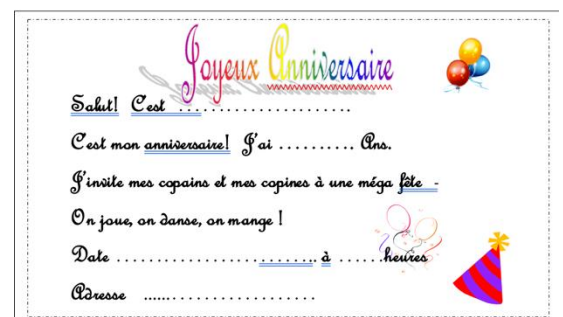 Joyeux Anniversaire
Salut! C'est ........................
C'est mon anniversaire! J'ai .......... Ans.
J'invite mes copains et mes copines à une méga fête -
On joue, on danse, on mange !
Date ............................ à ......heures
Adresse .........................